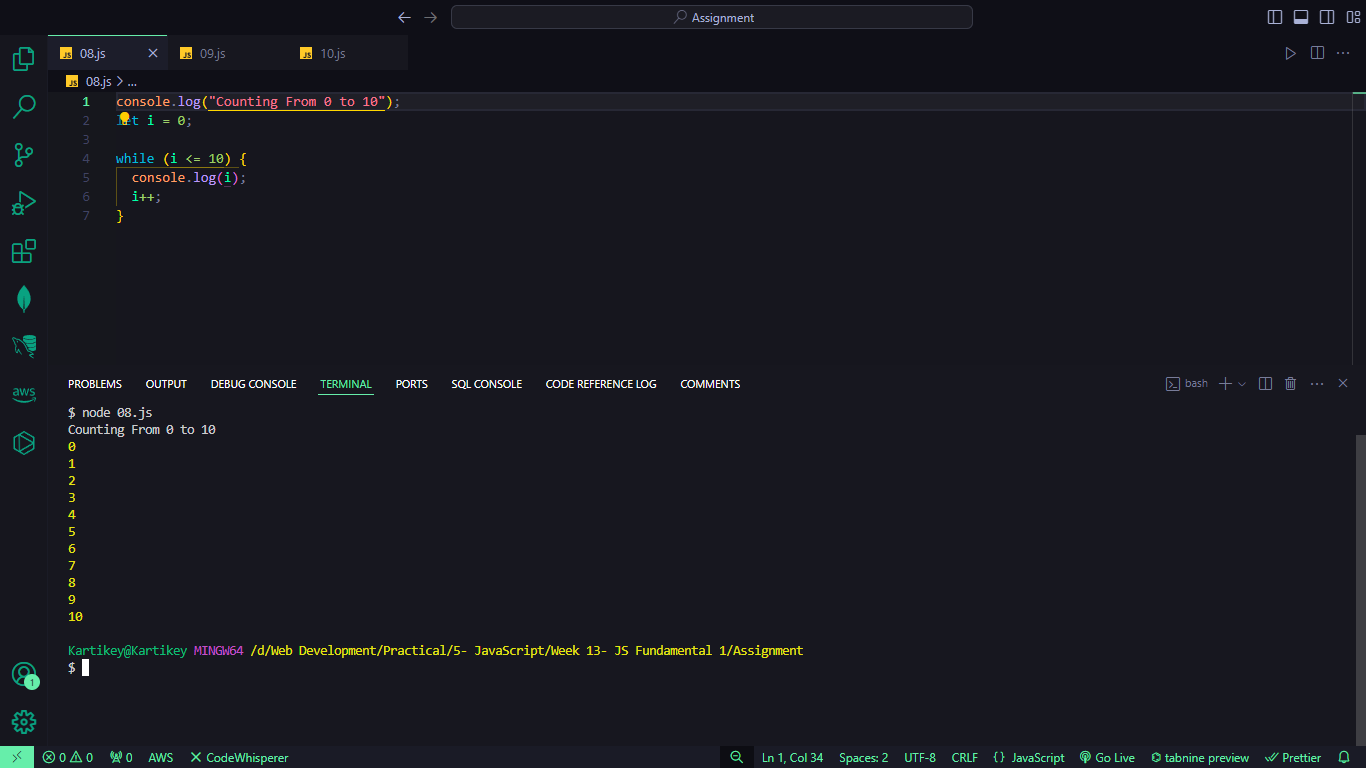 Assignment
JS 08.js
JS 09.js
JS 10.js
JS 08.js > ...
1 console.log("Counting From 0 to 10");
2 let i = 0;
3
4 while (i <= 10) {
5 console.log(i);
6 i++;
7 }
aws
PROBLEMS OUTPUT DEBUG CONSOLE TERMINAL PORTS SQL CONSOLE CODE REFERENCE LOG COMMENTS
bash
$ node 08.js
Counting From 0 to 10
0
1
2
3
4
5
6
7
8
9
10
Kartikey@Kartikey MINGW64 /d/Web Development/Practical/5- JavaScript/Week 13- JS Fundamental 1/Assignment
$
1
0 0 0 AWS CodeWhisperer Ln 1, Col 34 Spaces: 2 UTF-8 CRLF {} JavaScript Go Live tabnine preview Prettier